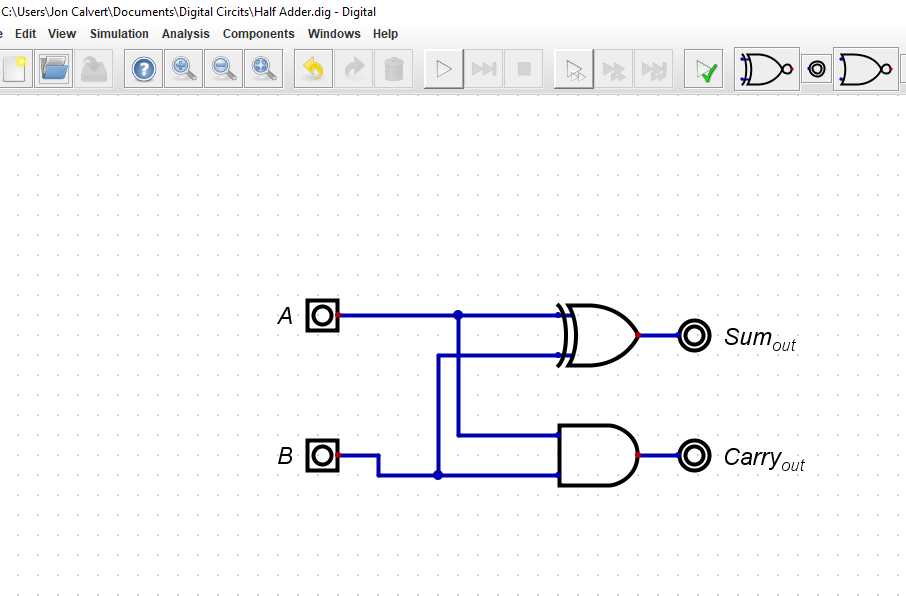 C:\Users\Jon Calvert\Documents\Digital Circits\Half Adder.dig - Digital
Edit View Simulation Analysis Components Windows Help
A
Sum out
B
Carry out